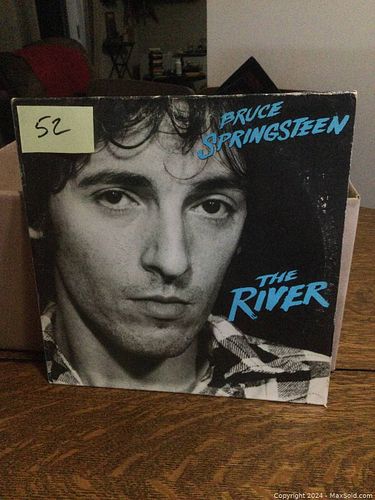 52
BRUCE
SPRINGSTEEN
THE
RIVER
Copyright 2024 - MaxSold.com